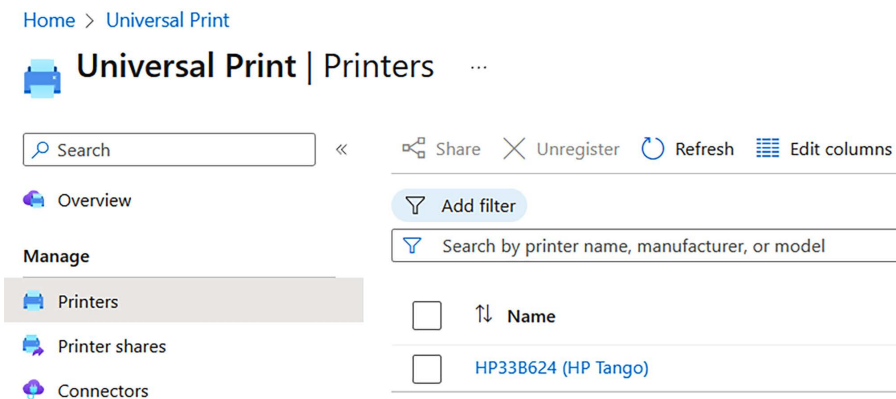 Home > Universal Print
Universal Print | Printers ...
Search «
Share Unregister Refresh Edit columns
Overview
Add filter
Manage
Search by printer name, manufacturer, or model
Printers
Name
Printer shares
HP33B624 (HP Tango)
Connectors